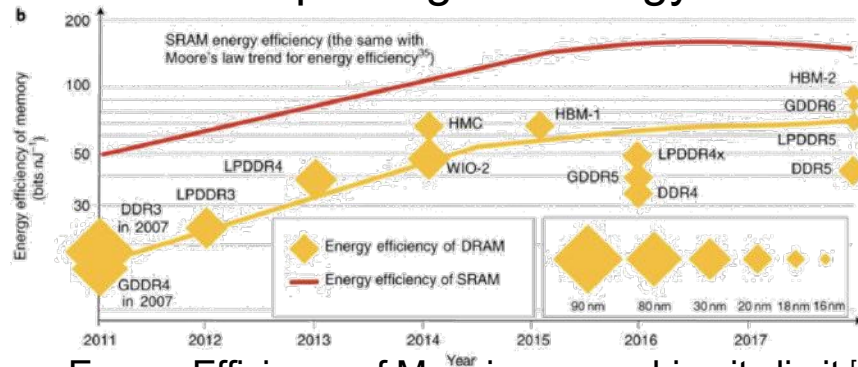 b
200
100
50
30
Energy efficiency of memory
(bits nJ⁻¹)
SRAM energy efficiency (the same with
Moore's law trend for energy efficiency³⁵)
HBM-2
GDDR6
LPDDR5
DDR5
HMC
HBM-1
WIO-2
LPDDR4
LPDDR3
DDR3
in 2007
GDDR4
in 2007
LPDDR4x
GDDR5
DDR4
Energy efficiency of DRAM
Energy efficiency of SRAM
90 nm 80 nm 30 nm 20 nm 18 nm 16 nm
2011 2012 2013 2014 2015 2016 2017
Year